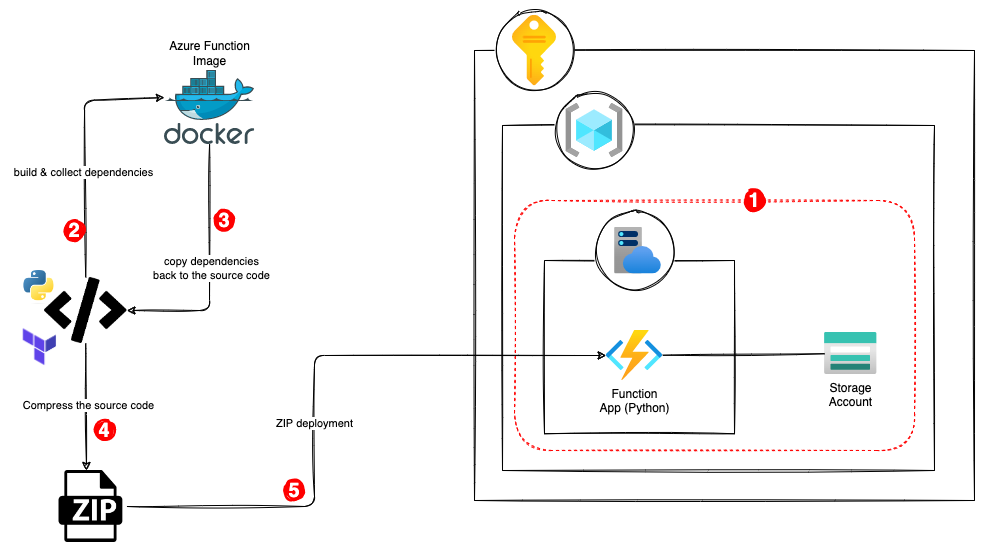 Azure Function
Image
docker
build & collect dependencies
2
3
copy dependencies
back to the source code
Compress the source code
4
ZIP
5
ZIP deployment
1
Function
App (Python)
Storage
Account